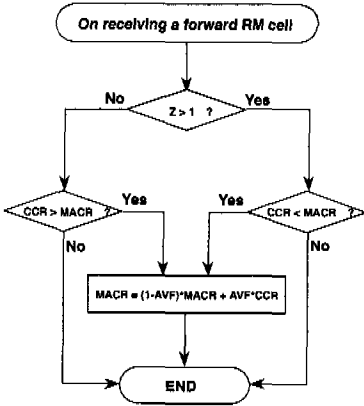 On receiving a forward RM cell
No
Z > 1 ?
Yes
CCR > MACR ?
Yes
Yes
CCR < MACR ?
No
No
MACR = (1-AVF)*MACR + AVF*CCR
END